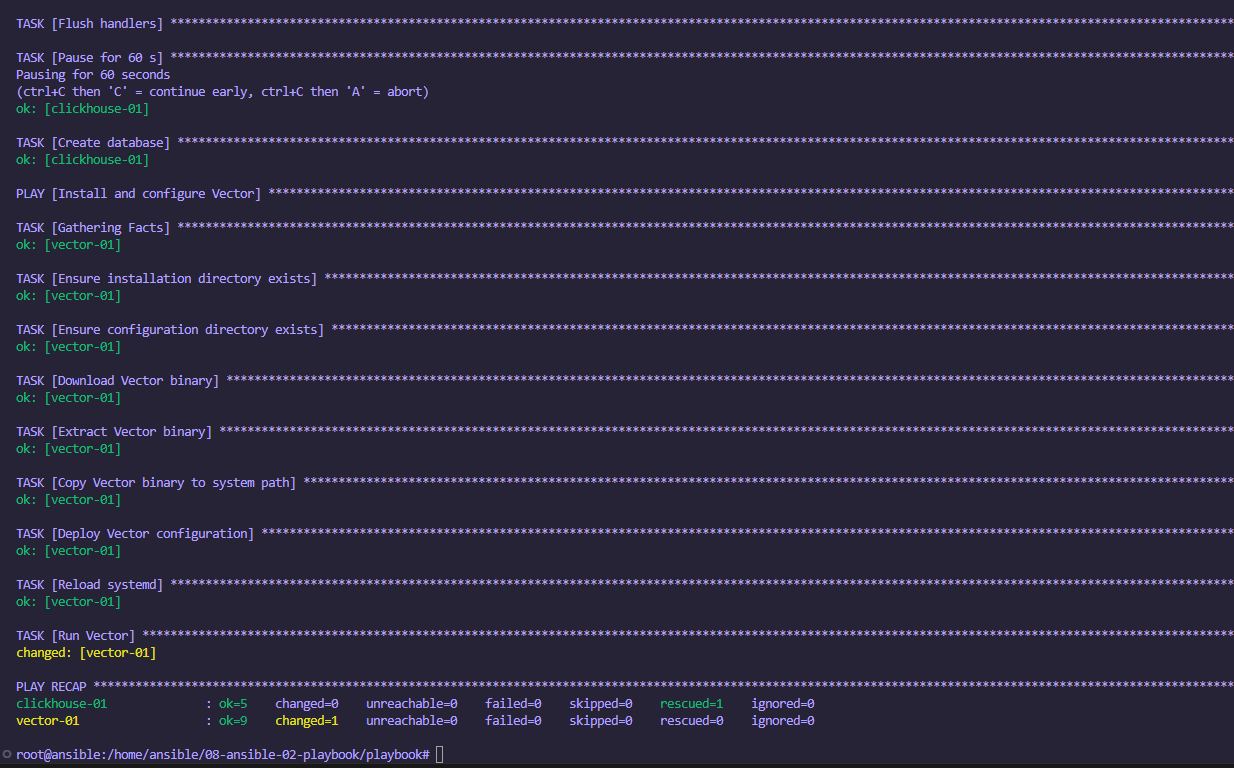 TASK [Flush handlers] ********************************************************************************************************************************************************
TASK [Pause for 60 s] ********************************************************************************************************************************************************
Pausing for 60 seconds
(ctrl+C then 'C' = continue early, ctrl+C then 'A' = abort)
ok: [clickhouse-01]
TASK [Create database] *******************************************************************************************************************************************************
ok: [clickhouse-01]
PLAY [Install and configure Vector] ******************************************************************************************************************************************
TASK [Gathering Facts] *******************************************************************************************************************************************************
ok: [vector-01]
TASK [Ensure installation directory exists] **********************************************************************************************************************************
ok: [vector-01]
TASK [Ensure configuration directory exists] *********************************************************************************************************************************
ok: [vector-01]
TASK [Download Vector binary] ************************************************************************************************************************************************
ok: [vector-01]
TASK [Extract Vector binary] *************************************************************************************************************************************************
ok: [vector-01]
TASK [Copy Vector binary to system path] *************************************************************************************************************************************
ok: [vector-01]
TASK [Deploy Vector configuration] *******************************************************************************************************************************************
ok: [vector-01]
TASK [Reload systemd] ********************************************************************************************************************************************************
ok: [vector-01]
TASK [Run Vector] ************************************************************************************************************************************************************
changed: [vector-01]
PLAY RECAP *******************************************************************************************************************************************************************
clickhouse-01              : ok=5    changed=0    unreachable=0    failed=0    skipped=0    rescued=1    ignored=0
vector-01                  : ok=9    changed=1    unreachable=0    failed=0    skipped=0    rescued=0    ignored=0
root@ansible:/home/ansible/08-ansible-02-playbook/playbook#